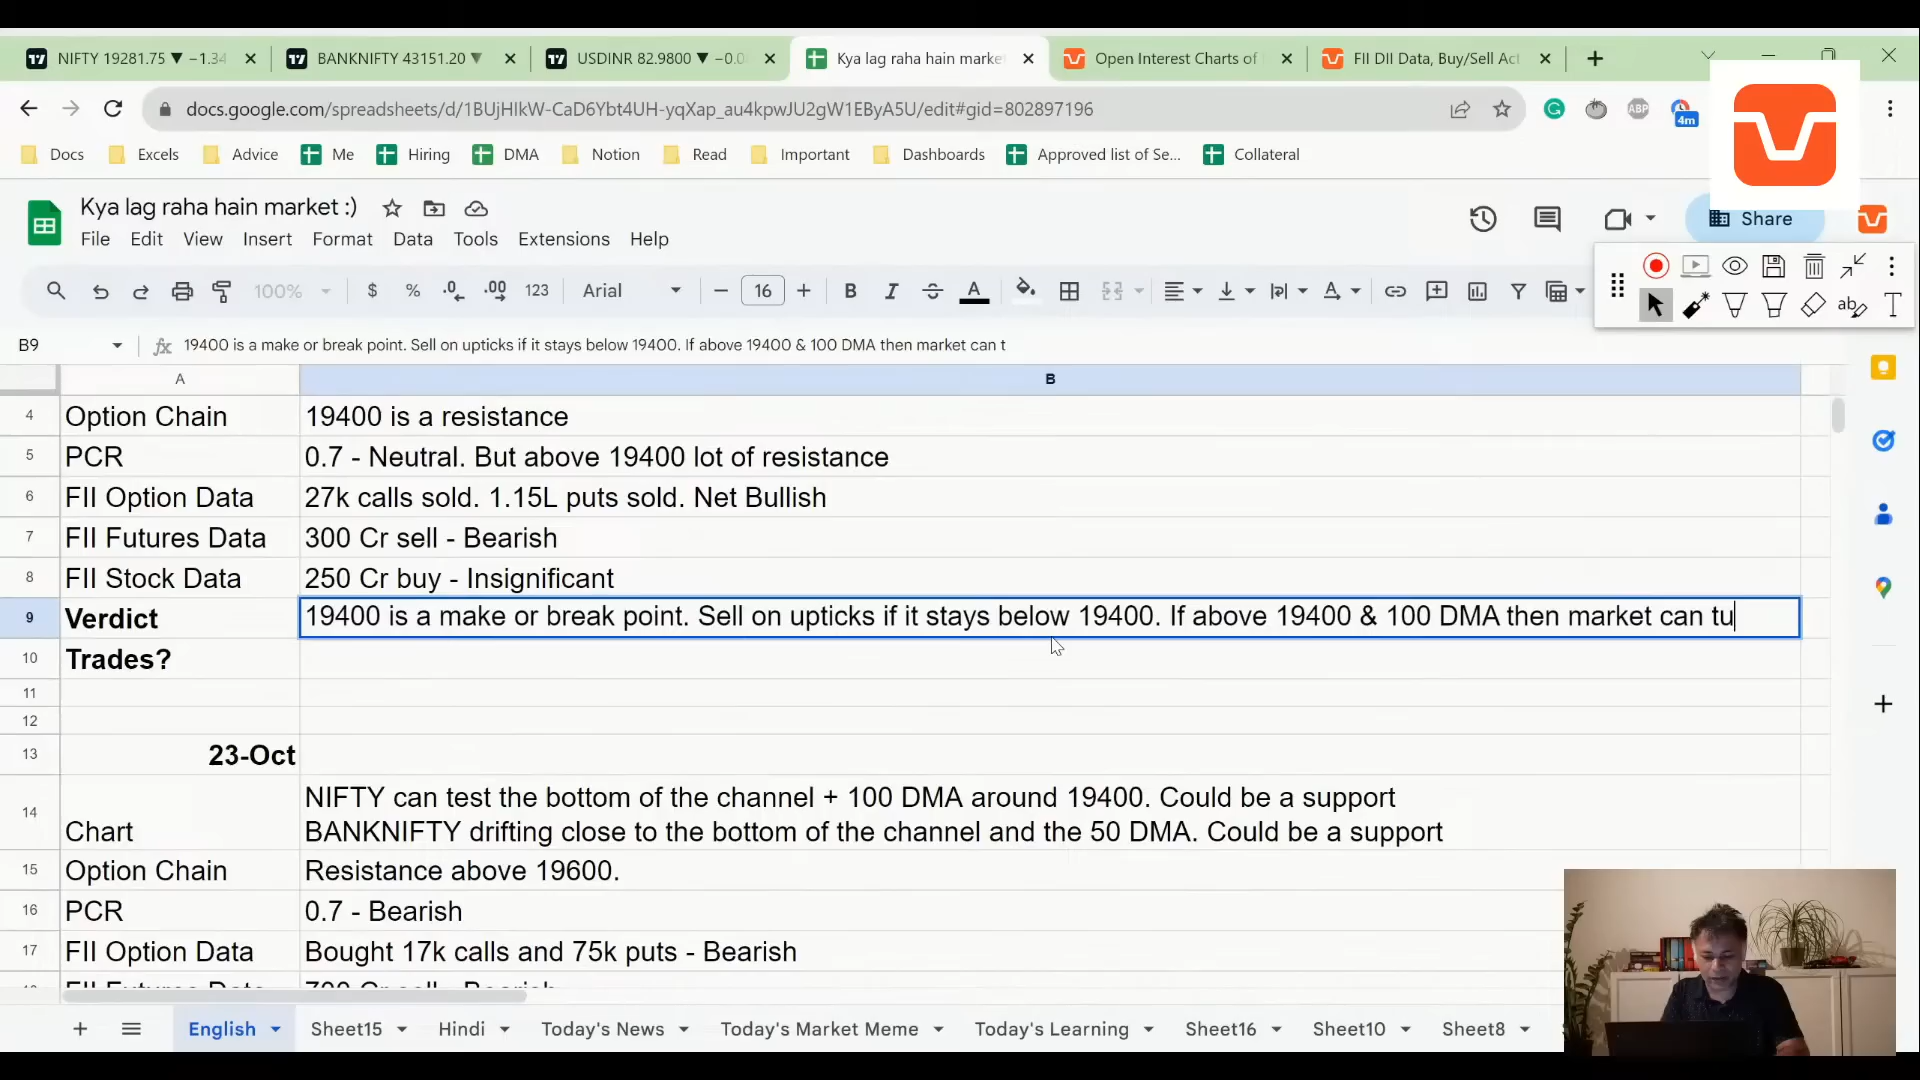 NIFTY 19281.75 ▼ −1.34
BANKNIFTY 43151.20 ▼
USDINR 82.9800 ▼ −0.0
Kya lag raha hain marke
Open Interest Charts of
FII DII Data, Buy/Sell Act
docs.google.com/spreadsheets/d/1BUjHIkW-CaD6Ybt4UH-yqXap_au4kpwJU2gW1EByA5U/edit#gid=802897196
ABP
4m
Docs
Excels
Advice
Me
Hiring
DMA
Notion
Read
Important
Dashboards
Approved list of Se...
Collateral
Kya lag raha hain market :)
Share
File Edit View Insert Format Data Tools Extensions Help
100% $ % .0 .00 123 Arial 16 B I A
B9
fx 19400 is a make or break point. Sell on upticks if it stays below 19400. If above 19400 & 100 DMA then market can t
A B
4 Option Chain 19400 is a resistance
5 PCR 0.7 - Neutral. But above 19400 lot of resistance
6 FII Option Data 27k calls sold. 1.15L puts sold. Net Bullish
7 FII Futures Data 300 Cr sell - Bearish
8 FII Stock Data 250 Cr buy - Insignificant
9 Verdict 19400 is a make or break point. Sell on upticks if it stays below 19400. If above 19400 & 100 DMA then market can tu
10 Trades?
11
12
13 23-Oct
NIFTY can test the bottom of the channel + 100 DMA around 19400. Could be a support
14 Chart BANKNIFTY drifting close to the bottom of the channel and the 50 DMA. Could be a support
15 Option Chain Resistance above 19600.
16 PCR 0.7 - Bearish
17 FII Option Data Bought 17k calls and 75k puts - Bearish
FII Futures Data 700 Cr sell - Bearish
English Sheet15 Hindi Today's News Today's Market Meme Today's Learning Sheet16 Sheet10 Sheet8